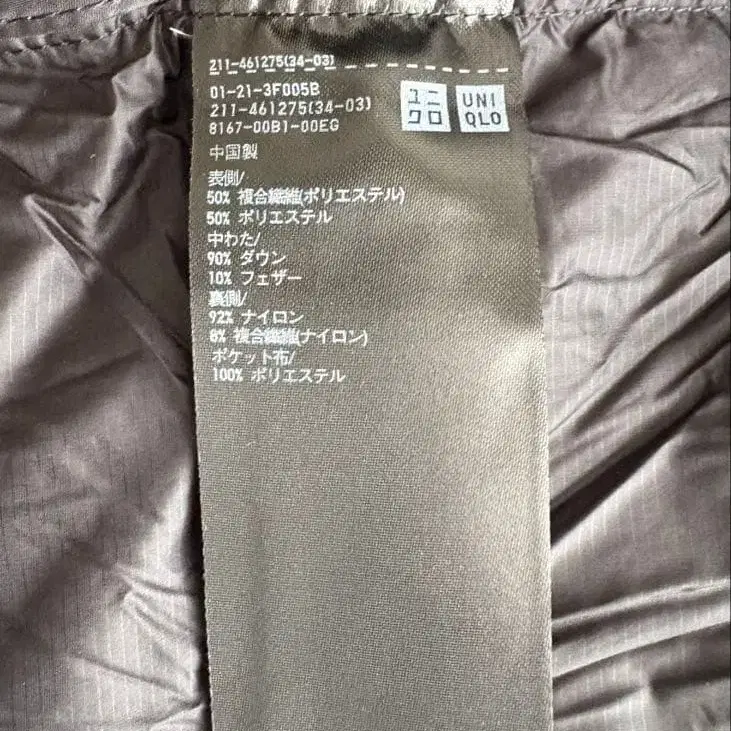 211-461275(34-03)
01-21-3F005B
211-461275(34-03)
8167-00B1-00EG
ユニクロ
UNIQLO
中国製
表側/
50% 複合繊維(ポリエステル)
50% ポリエステル
中わた/
90% ダウン
10% フェザー
裏側/
92% ナイロン
8% 複合繊維(ナイロン)
ポケット布/
100% ポリエステル